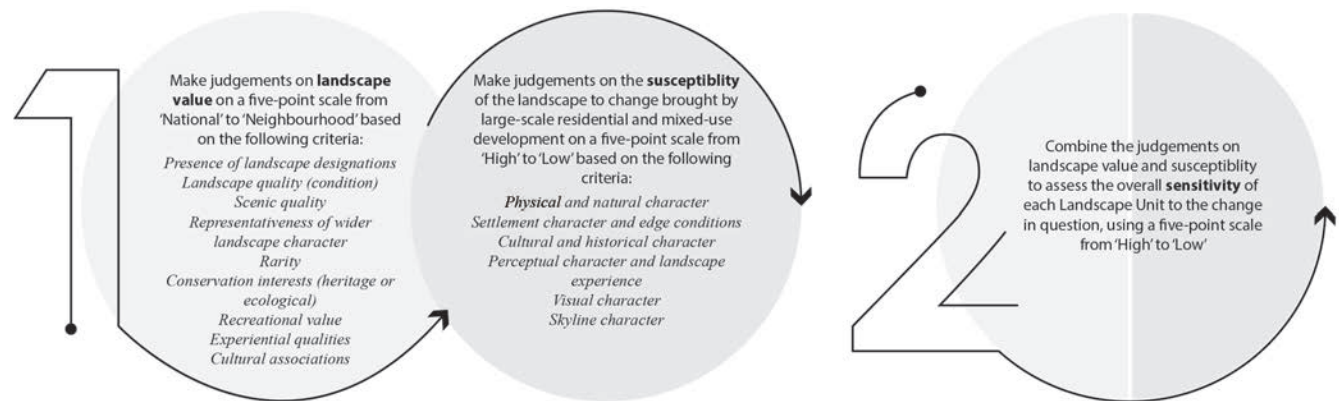 1
Make judgements on landscape
value on a five-point scale from
‘National’ to ‘Neighbourhood’ based
on the following criteria:
Presence of landscape designations
Landscape quality (condition)
Scenic quality
Representativeness of wider
landscape character
Rarity
Conservation interests (heritage or
ecological)
Recreational value
Experiential qualities
Cultural associations
Make judgements on the susceptiblity
of the landscape to change brought by
large-scale residential and mixed-use
development on a five-point scale from
‘High’ to ‘Low’ based on the following
criteria:
Physical and natural character
Settlement character and edge conditions
Cultural and historical character
Perceptual character and landscape
experience
Visual character
Skyline character
2
Combine the judgements on
landscape value and susceptiblity
to assess the overall sensitivity of
each Landscape Unit to the change
in question, using a five-point scale
from ‘High’ to ‘Low’